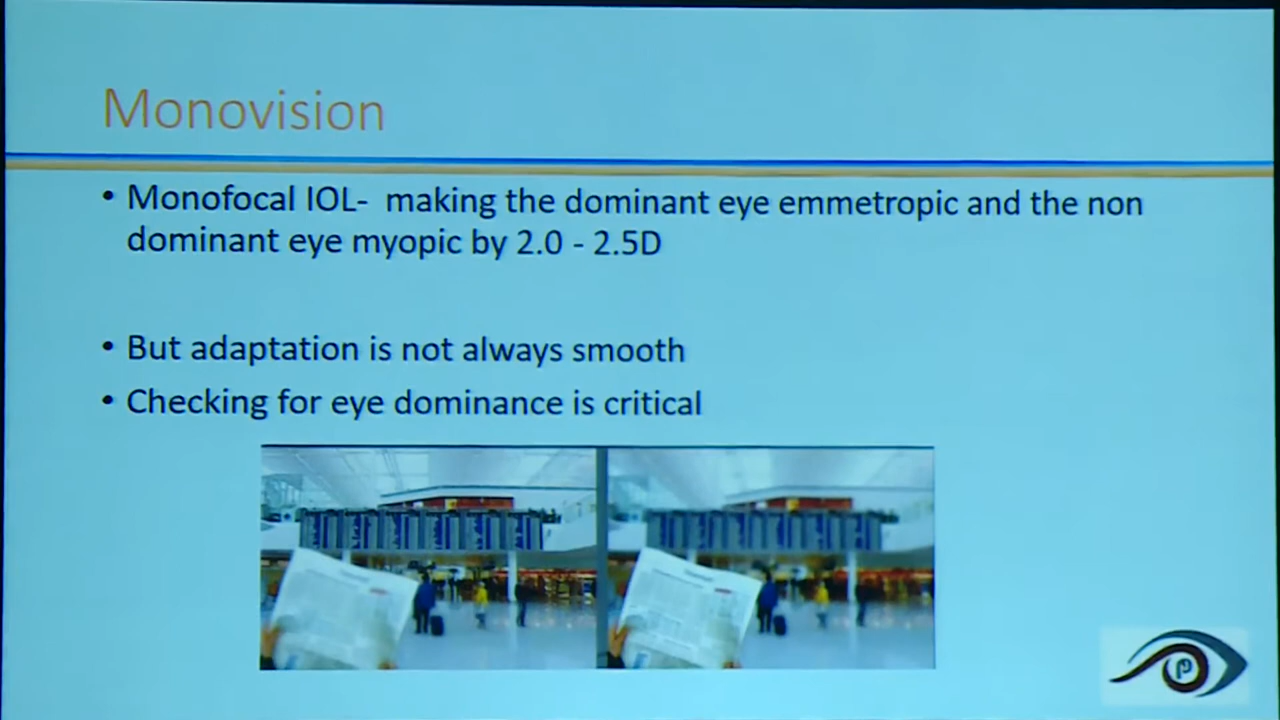 Monovision
• Monofocal IOL- making the dominant eye emmetropic and the non
dominant eye myopic by 2.0 - 2.5D
• But adaptation is not always smooth
• Checking for eye dominance is critical